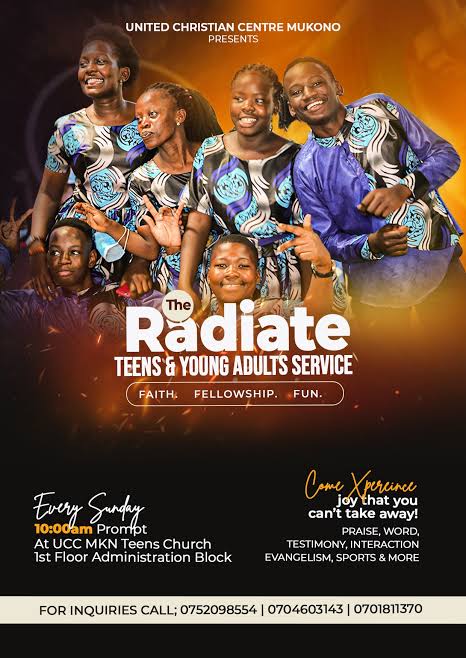 UNITED CHRISTIAN CENTRE MUKONO
PRESENTS
The
Radiate
TEENS & YOUNG ADULTS SERVICE
FAITH. FELLOWSHIP. FUN.
Every Sunday
10:00am Prompt
At UCC MKN Teens Church
1st Floor Administration Block
Come Xpereince
joy that you
can't take away!
PRAISE, WORD,
TESTIMONY, INTERACTION
EVANGELISM, SPORTS & MORE
FOR INQUIRIES CALL; 0752098554 | 0704603143 | 0701811370